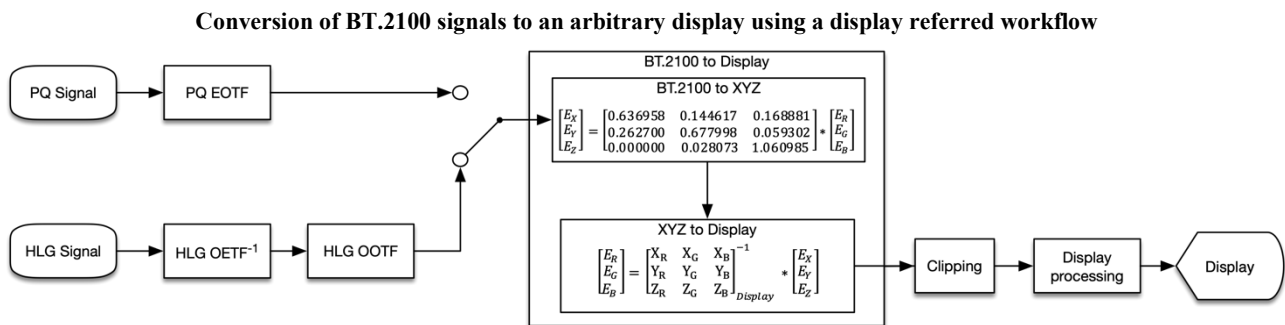 Conversion of BT.2100 signals to an arbitrary display using a display referred workflow
PQ Signal
PQ EOTF
HLG Signal
HLG OETF⁻¹
HLG OOTF
BT.2100 to Display
BT.2100 to XYZ
[E_X] = [0.636958 0.144617 0.168881] * [E_R]
[E_Y] [0.262700 0.677998 0.059302] [E_G]
[E_Z] [0.000000 0.028073 1.060985] [E_B]
XYZ to Display
[E_R] = [X_R X_G X_B]⁻¹ * [E_X]
[E_G] [Y_R Y_G Y_B] [E_Y]
[E_B] [Z_R Z_G Z_B]_Display [E_Z]
Clipping
Display
processing
Display